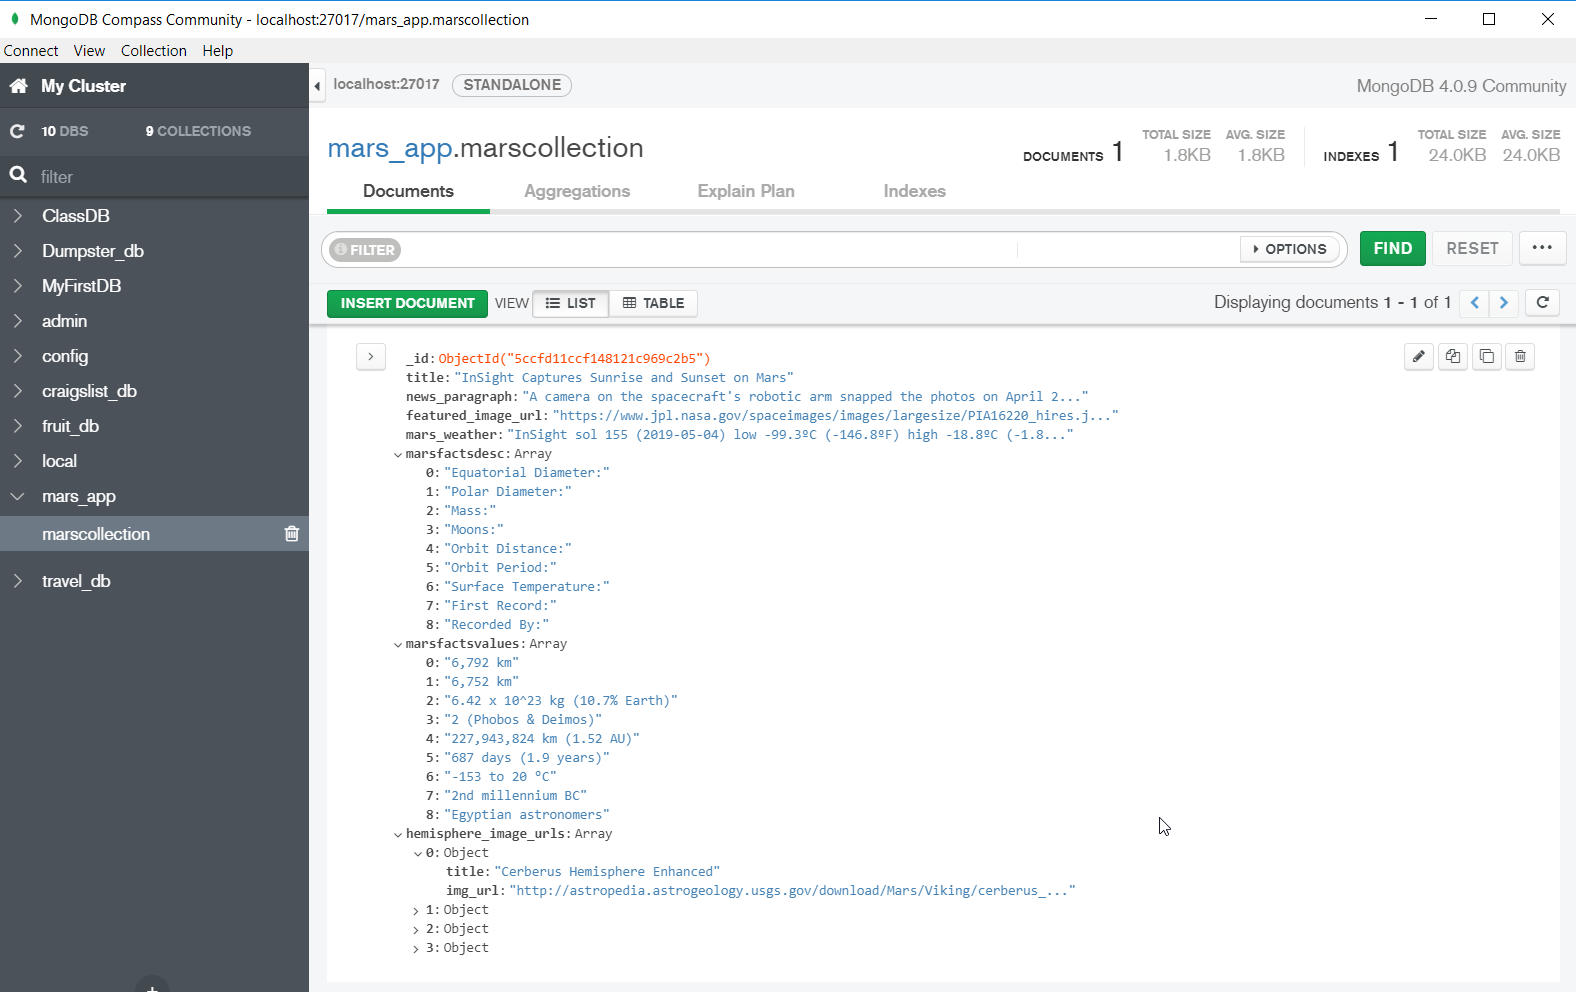 MongoDB Compass Community - localhost:27017/mars_app.marscollection
Connect View Collection Help
My Cluster
localhost:27017 STANDALONE
MongoDB 4.0.9 Community
10 DBS 9 COLLECTIONS
filter
ClassDB
Dumpster_db
MyFirstDB
admin
config
craigslist_db
fruit_db
local
mars_app
marscollection
travel_db
mars_app.marscollection
DOCUMENTS 1 TOTAL SIZE 1.8KB AVG. SIZE 1.8KB
INDEXES 1 TOTAL SIZE 24.0KB AVG. SIZE 24.0KB
Documents Aggregations Explain Plan Indexes
FILTER OPTIONS FIND RESET ...
INSERT DOCUMENT VIEW LIST TABLE
Displaying documents 1 - 1 of 1
_id: ObjectId("5ccfd11ccf148121c969c2b5")
title: "InSight Captures Sunrise and Sunset on Mars"
news_paragraph: "A camera on the spacecraft's robotic arm snapped the photos on April 2..."
featured_image_url: "https://www.jpl.nasa.gov/spaceimages/images/largesize/PIA16220_hires.j..."
mars_weather: "InSight sol 155 (2019-05-04) low -99.3ºC (-146.8ºF) high -18.8ºC (-1.8..."
marsfactsdesc: Array
0: "Equatorial Diameter:"
1: "Polar Diameter:"
2: "Mass:"
3: "Moons:"
4: "Orbit Distance:"
5: "Orbit Period:"
6: "Surface Temperature:"
7: "First Record:"
8: "Recorded By:"
marsfactsvalues: Array
0: "6,792 km"
1: "6,752 km"
2: "6.42 x 10^23 kg (10.7% Earth)"
3: "2 (Phobos & Deimos)"
4: "227,943,824 km (1.52 AU)"
5: "687 days (1.9 years)"
6: "-153 to 20 °C"
7: "2nd millennium BC"
8: "Egyptian astronomers"
hemisphere_image_urls: Array
0: Object
title: "Cerberus Hemisphere Enhanced"
img_url: "http://astropedia.astrogeology.usgs.gov/download/Mars/Viking/cerberus_..."
1: Object
2: Object
3: Object